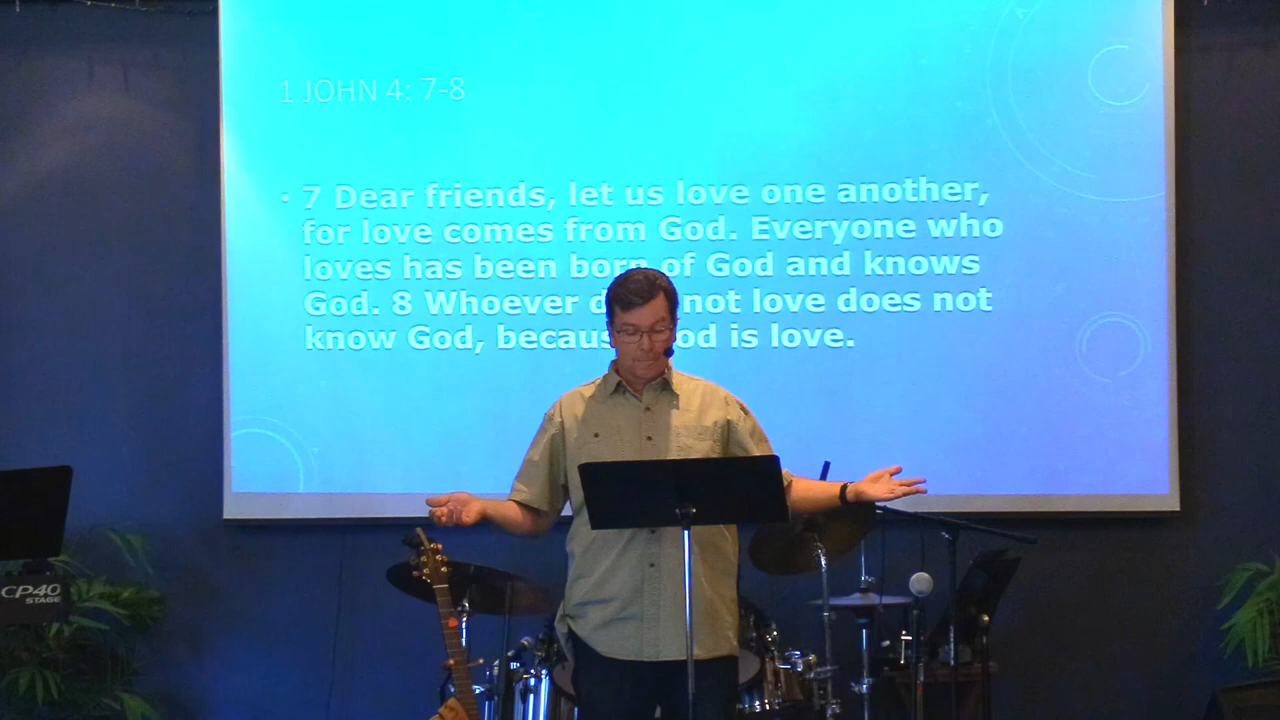 1 JOHN 4: 7-8
• 7 Dear friends, let us love one another,
for love comes from God. Everyone who
loves has been born of God and knows
God. 8 Whoever d not love does not
know God, becaus od is love.
CP40
STAGE